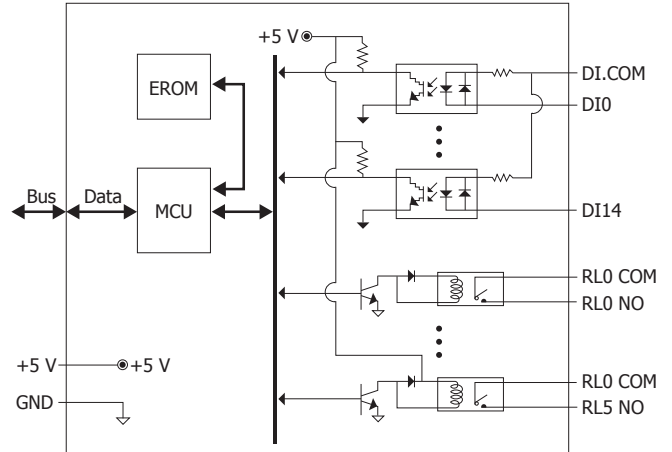 +5 V
DI.COM
EROM
DI0
Bus
Data
MCU
DI14
RL0 COM
RL0 NO
+5 V
+5 V
RL0 COM
GND
RL5 NO